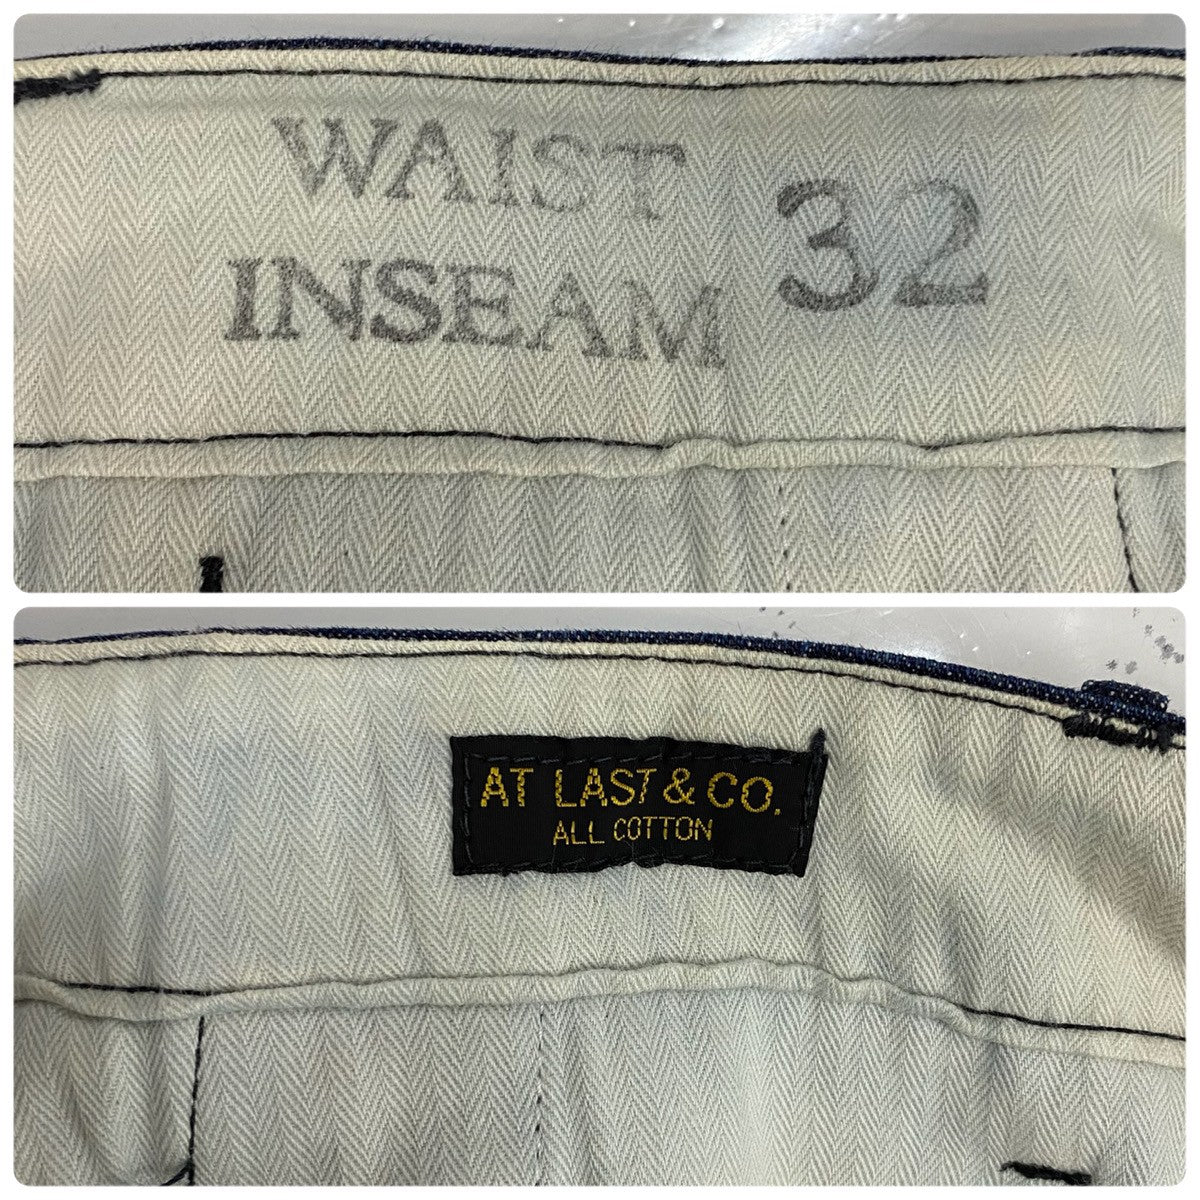 WAIST 32
INSEAM
AT LAST & CO.
ALL COTTON